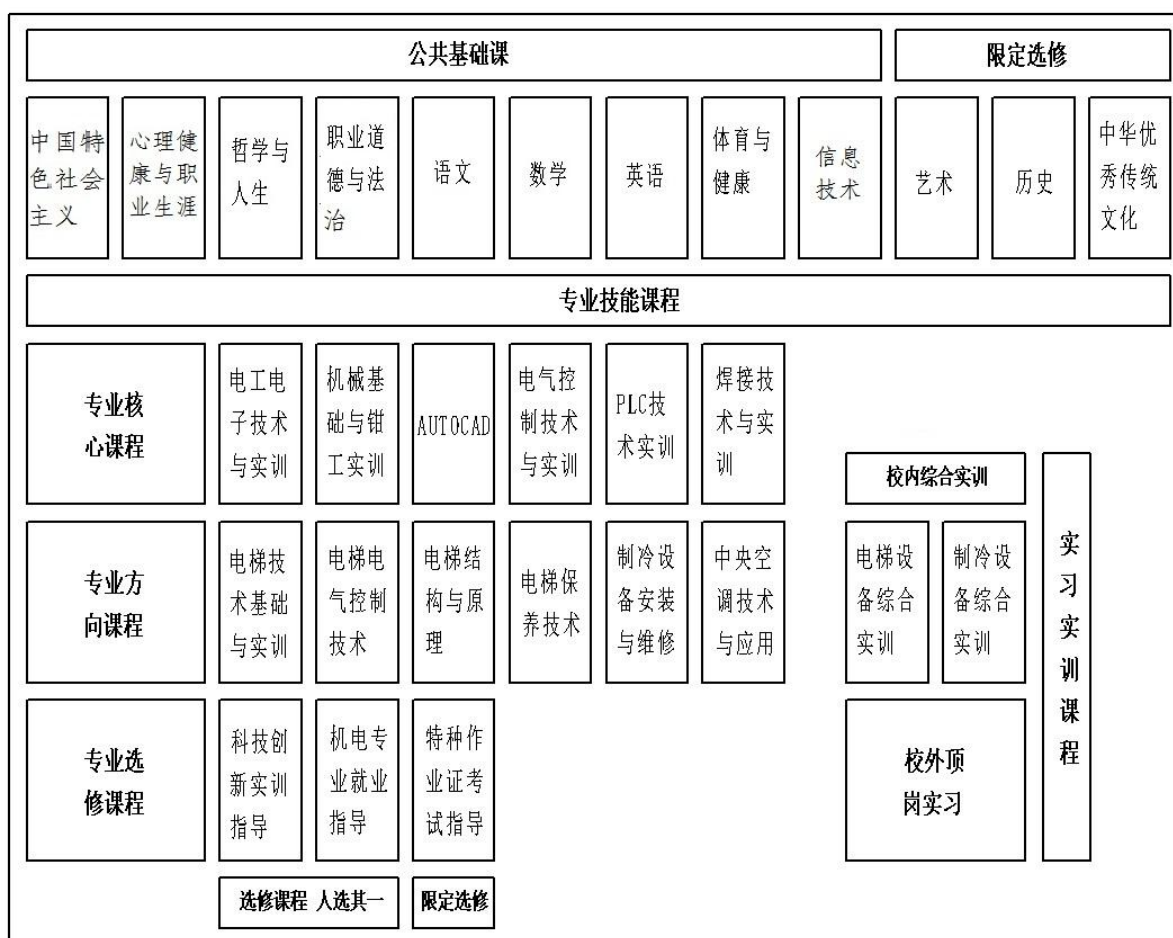 公共基础课
限定选修
中国特
色社会
主义
心理健
康与职
业生涯
哲学与
人生
职业道
德与法
治
语文
数学
英语
体育与
健康
信息
技术
艺术
历史
中华优
秀传统
文化
专业技能课程
专业核
心课程
电工电
子技术
与实训
机械基
础与钳
工实训
AUTOCAD
电气控
制技术
与实训
PLC技
术实训
焊接技
术与实
训
专业方
向课程
电梯技
术基础
与实训
电梯电
气控制
技术
电梯结
构与原
理
电梯保
养技术
制冷设
备安装
与维修
中央空
调技术
与应用
专业选
修课程
科技创
新实训
指导
机电专
业就业
指导
特种作
业证考
试指导
选修课程 人选其一
限定选修
校内综合实训
电梯设
备综合
实训
制冷设
备综合
实训
校外顶
岗实习
实习实训课程